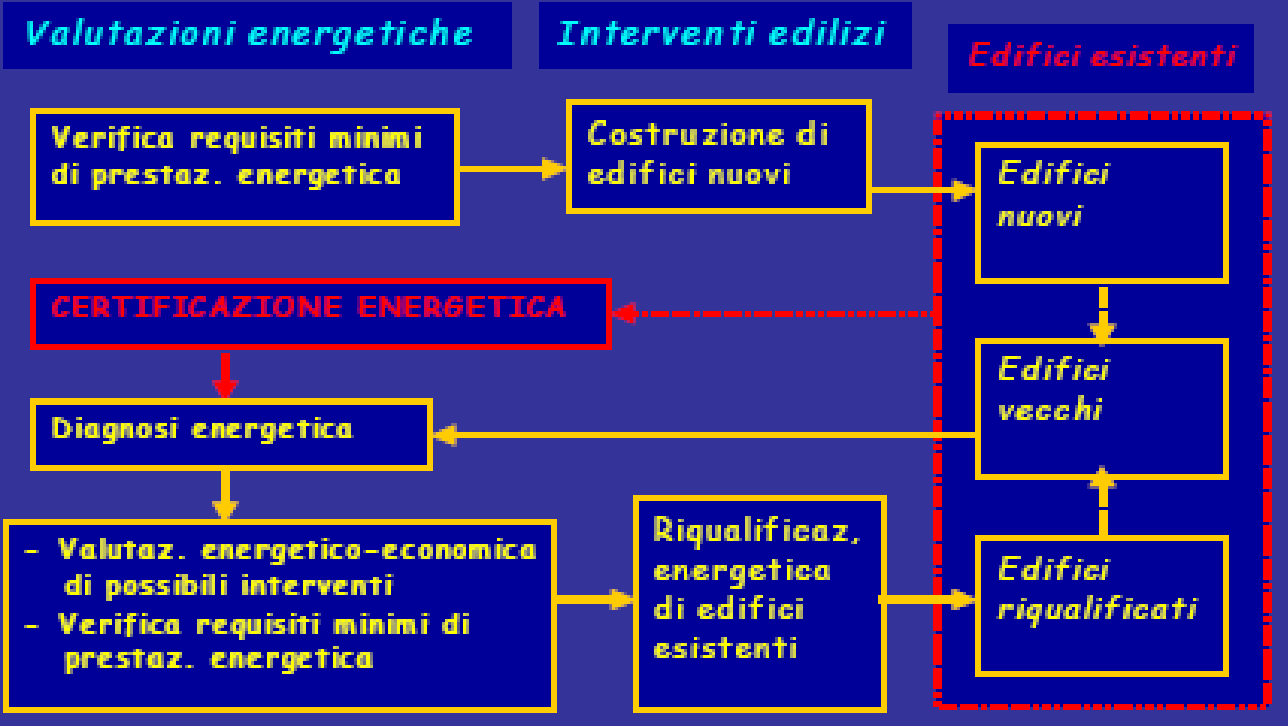 Valutazioni energetiche
Interventi edilizi
Edifici esistenti
Verifica requisiti minimi
di prestaz. energetica
Costruzione di
edifici nuovi
Edifici
nuovi
CERTIFICAZIONE ENERGETICA
Edifici
vecchi
Diagnosi energetica
- Valutaz. energetico-economica
di possibili interventi
- Verifica requisiti minimi di
prestaz. energetica
Riqualificaz,
energetica
di edifici
esistenti
Edifici
riqualificati